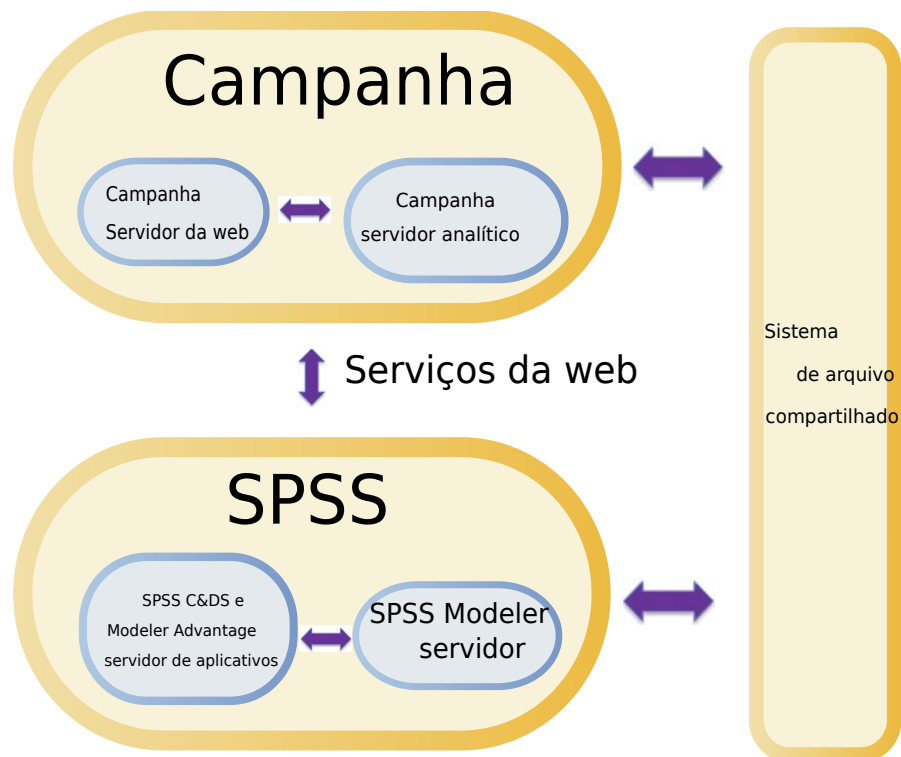 Campanha
Campanha
Servidor da web
Campanha
servidor analítico
Serviços da web
SPSS
SPSS C&DS e
Modeler Advantage
servidor de aplicativos
SPSS Modeler
servidor
Sistema
de arquivo
compartilhado